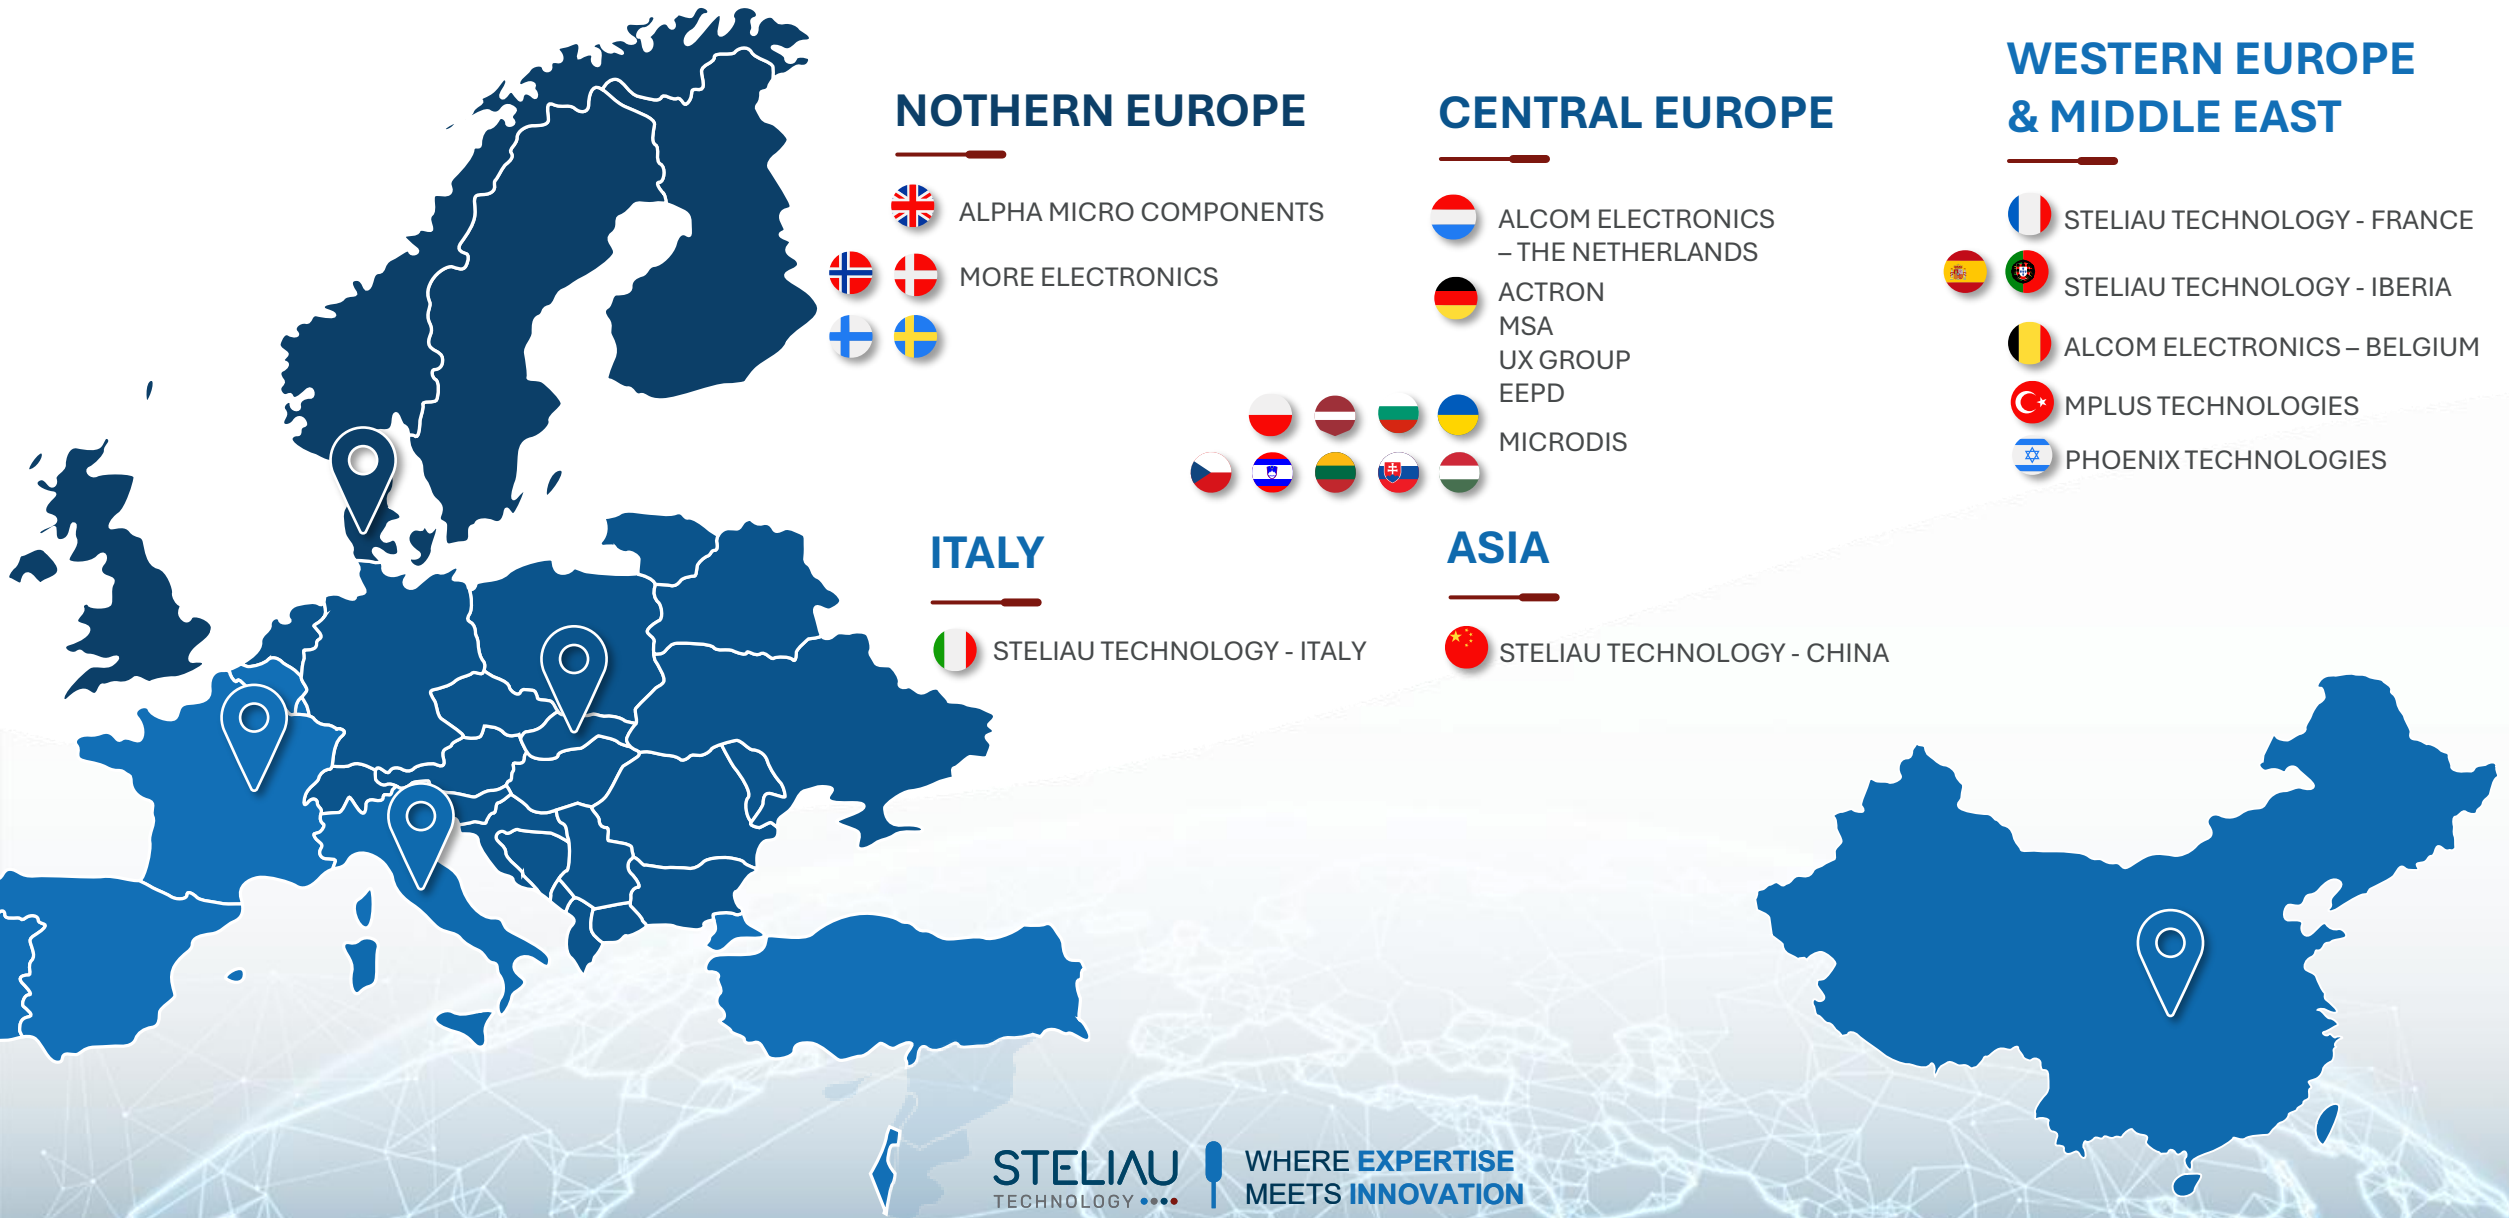 NOTHERN EUROPE
ALPHA MICRO COMPONENTS
MORE ELECTRONICS
CENTRAL EUROPE
ALCOM ELECTRONICS
– THE NETHERLANDS
ACTRON
MSA
UX GROUP
EEPD
MICRODIS
WESTERN EUROPE
& MIDDLE EAST
STELIAU TECHNOLOGY - FRANCE
STELIAU TECHNOLOGY - IBERIA
ALCOM ELECTRONICS – BELGIUM
MPLUS TECHNOLOGIES
PHOENIX TECHNOLOGIES
ITALY
STELIAU TECHNOLOGY - ITALY
ASIA
STELIAU TECHNOLOGY - CHINA
STELIAU
TECHNOLOGY
WHERE EXPERTISE
MEETS INNOVATION